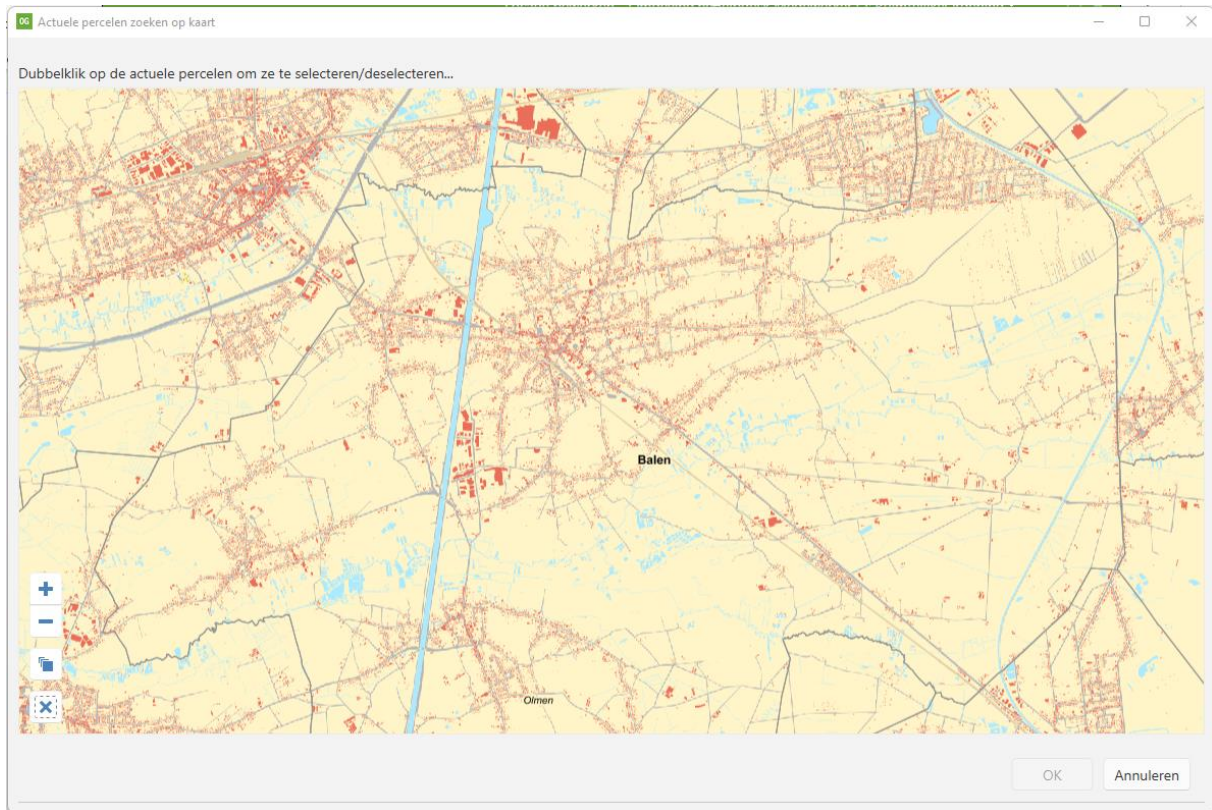 OG Actuele percelen zoeken op kaart
Dubbelklik op de actuele percelen om ze te selecteren/deselecteren...
Balen
Olmen
OK
Annuleren